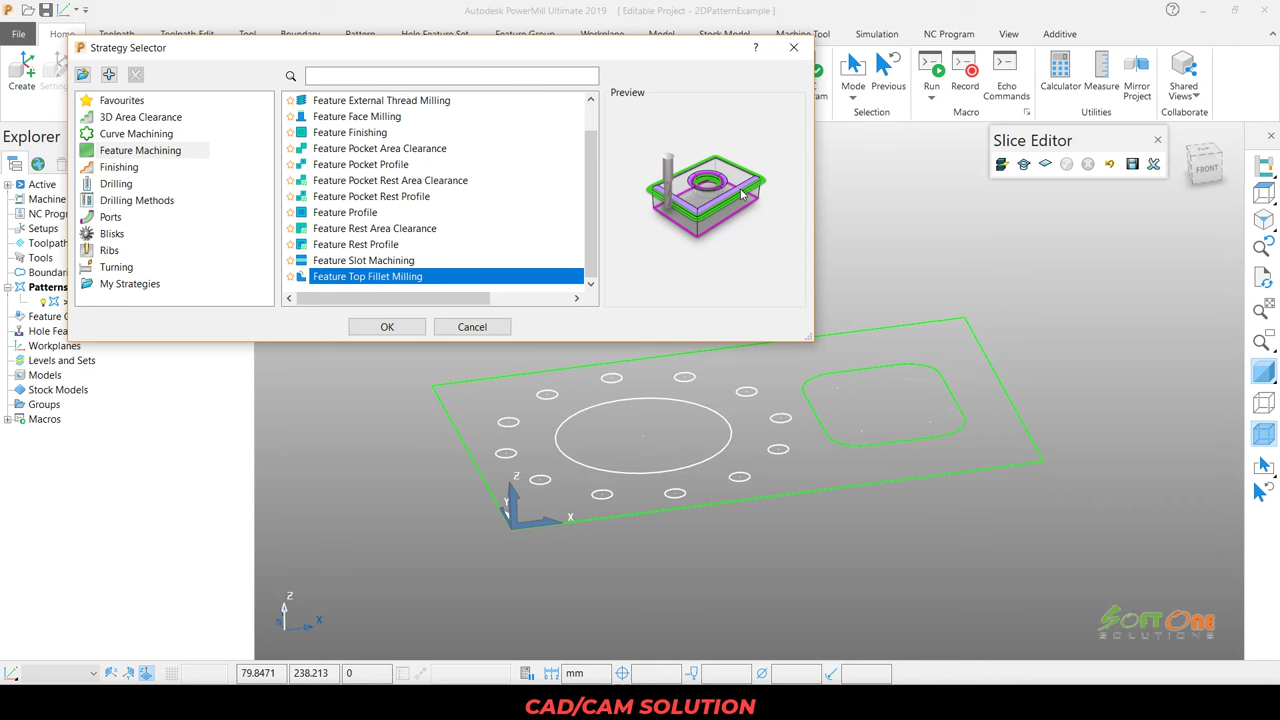 Autodesk PowerMill Ultimate 2019 [ Editable Project - 2DPatternExample ]
File
Home
Toolpath
Toolpath Edit
Tool
Boundary
Pattern
Hole Feature Set
Feature Group
Workplane
Model
Stock Model
Machine Tool
Simulation
NC Program
View
Additive
Create
Mode
Previous
Run
Record
Echo
Commands
Calculator
Measure
Mirror
Project
Shared
Views
Selection
Macro
Utilities
Collaborate
Strategy Selector
Favourites
3D Area Clearance
Curve Machining
Feature Machining
Finishing
Drilling
Drilling Methods
Ports
Blisks
Ribs
Turning
My Strategies
Feature External Thread Milling
Feature Face Milling
Feature Finishing
Feature Pocket Area Clearance
Feature Pocket Profile
Feature Pocket Rest Area Clearance
Feature Pocket Rest Profile
Feature Profile
Feature Rest Area Clearance
Feature Rest Profile
Feature Slot Machining
Feature Top Fillet Milling
Preview
OK
Cancel
Slice Editor
FRONT
Explorer
Active
Machine
NC Prog
Setups
Toolpath
Tools
Boundar
Patterns
Feature G
Hole Fea
Workplanes
Levels and Sets
Models
Stock Models
Groups
Macros
Z
Y
X
Z
X
SOFTONE
SOLUTIONS
79.8471
238.213
0
mm
CAD/CAM SOLUTION